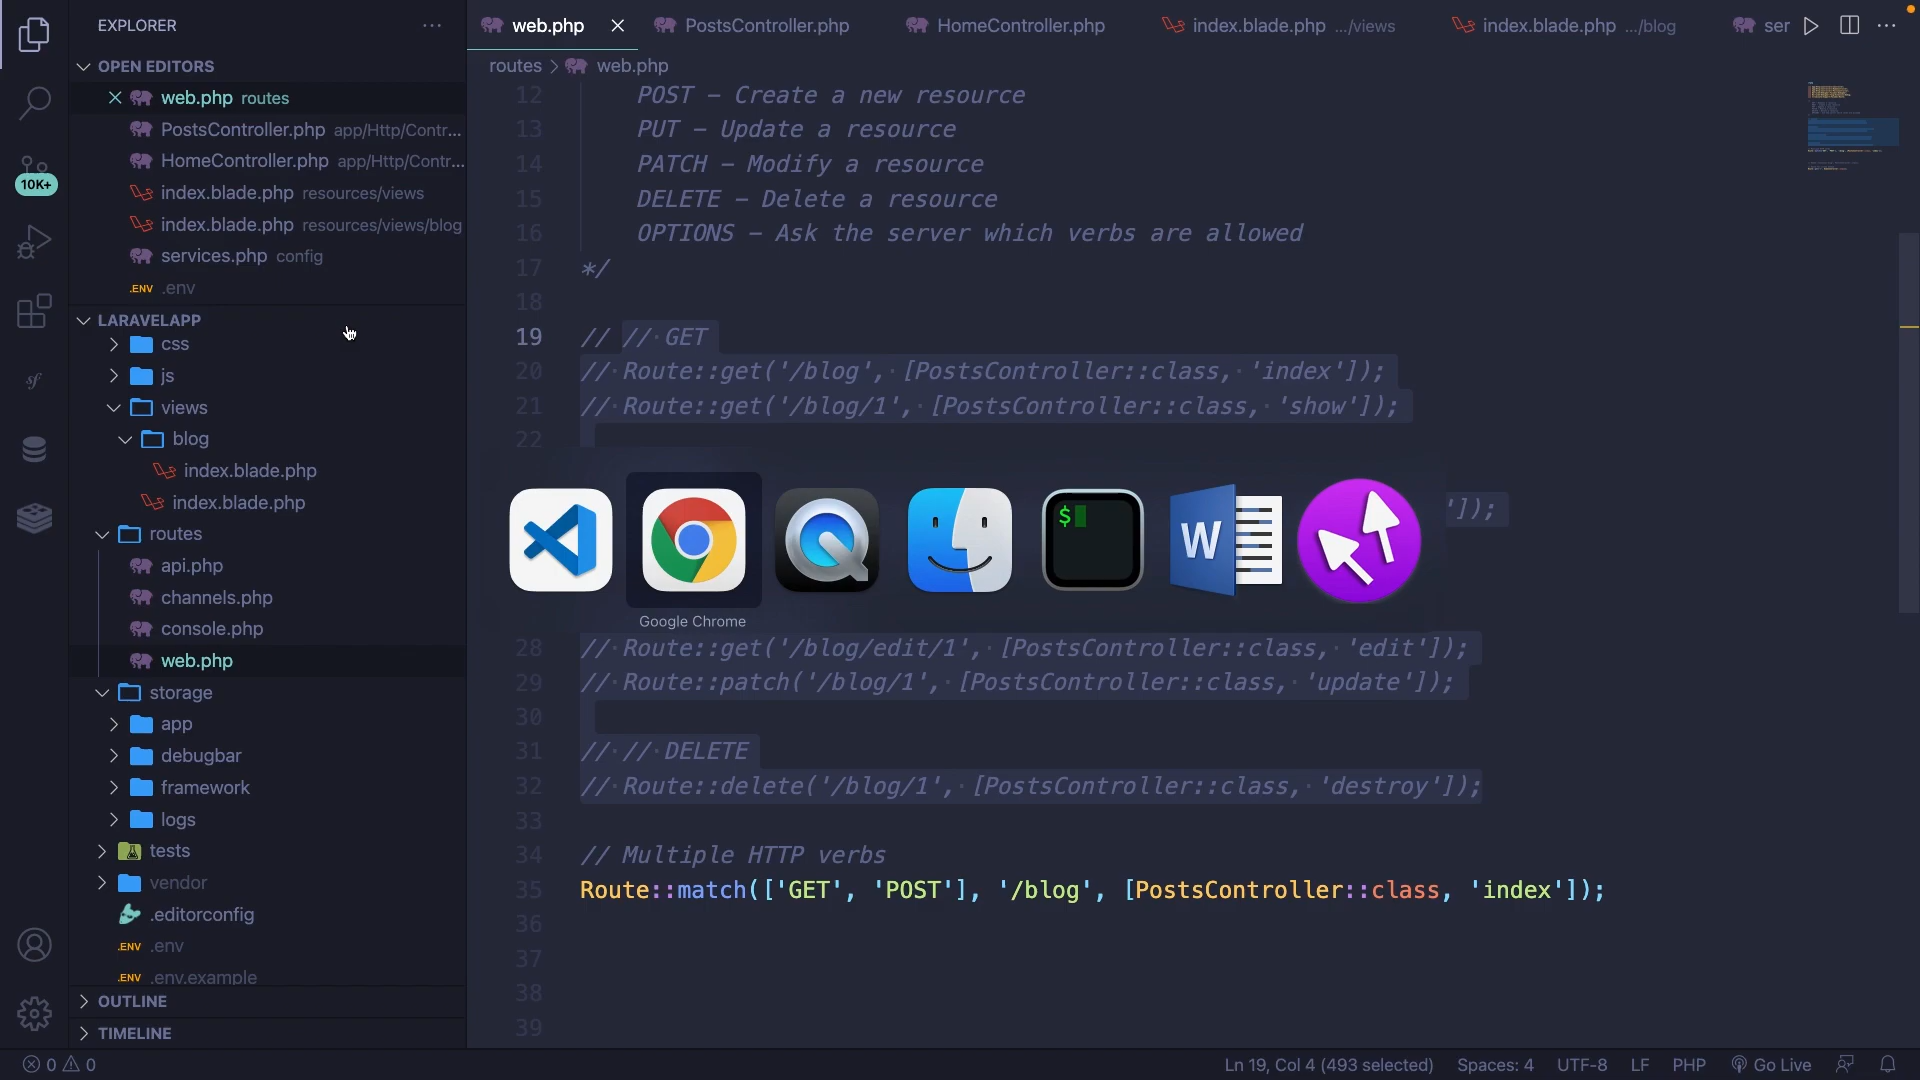 EXPLORER
OPEN EDITORS
web.php routes
PostsController.php app/Http/Contr...
HomeController.php app/Http/Contr...
index.blade.php resources/views
index.blade.php resources/views/blog
services.php config
.ENV .env
LARAVELAPP
css
js
views
blog
index.blade.php
index.blade.php
routes
api.php
channels.php
console.php
web.php
storage
app
debugbar
framework
logs
tests
vendor
.editorconfig
.ENV .env
.ENV .env.example
OUTLINE
TIMELINE
10K+
sf
web.php
PostsController.php
HomeController.php
index.blade.php .../views
index.blade.php .../blog
ser
routes > web.php
12 POST – Create a new resource
13 PUT – Update a resource
14 PATCH – Modify a resource
15 DELETE – Delete a resource
16 OPTIONS – Ask the server which verbs are allowed
17 */
18
19 // // GET
20 // Route::get('/blog', [PostsController::class, 'index']);
21 // Route::get('/blog/1', [PostsController::class, 'show']);
22
']);
$
W
Google Chrome
28 // Route::get('/blog/edit/1', [PostsController::class, 'edit']);
29 // Route::patch('/blog/1', [PostsController::class, 'update']);
30
31 // // DELETE
32 // Route::delete('/blog/1', [PostsController::class, 'destroy']);
33
34 // Multiple HTTP verbs
35 Route::match(['GET', 'POST'], '/blog', [PostsController::class, 'index']);
36
37
38
39
0 0
Ln 19, Col 4 (493 selected)
Spaces: 4
UTF-8
LF
PHP
Go Live